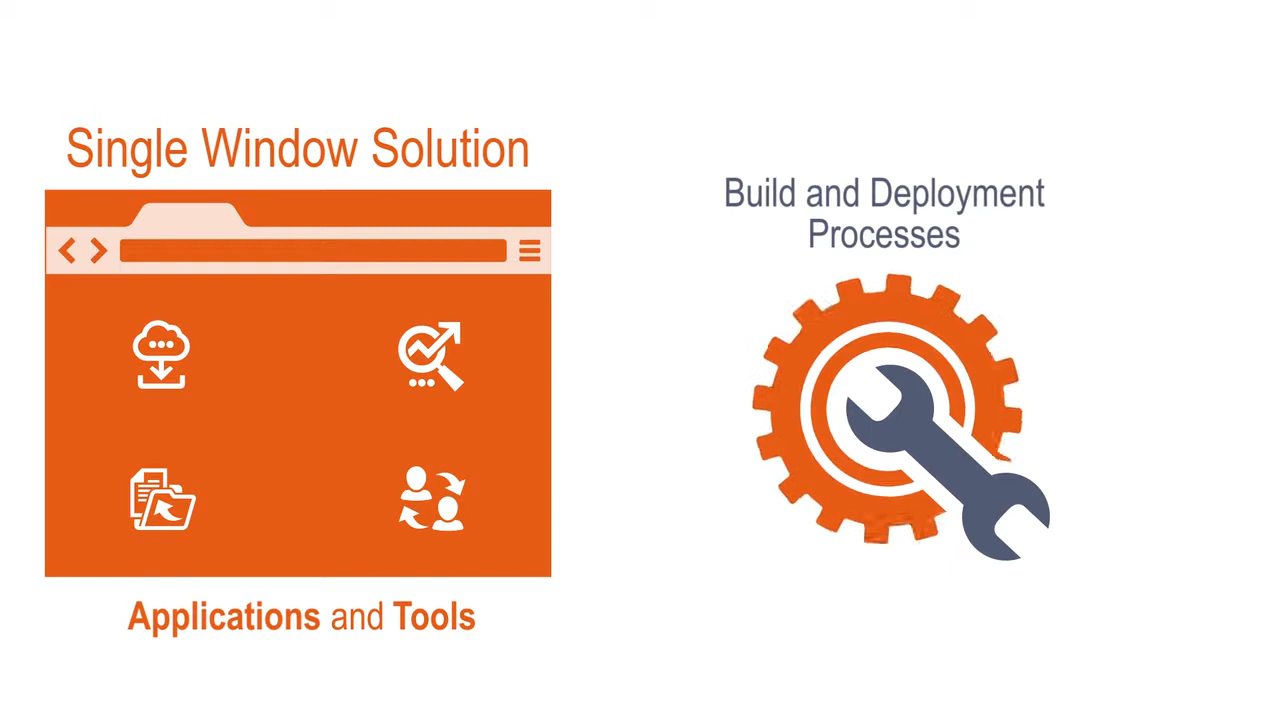 Single Window Solution
Applications and Tools
Build and Deployment
Processes